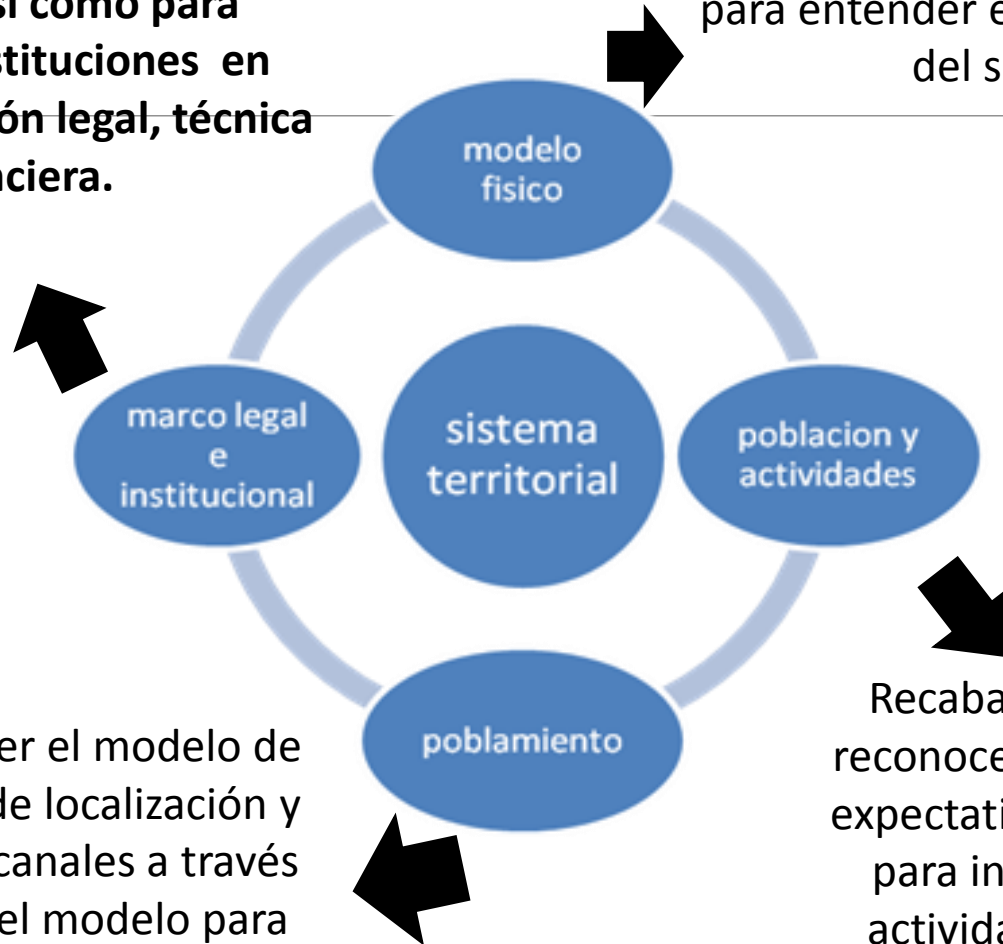 sí como para
stituciones en
ón legal, técnica
nciera.
para entender e
del s
modelo
fisico
marco legal
e
institucional
sistema
territorial
poblacion y
actividades
poblamiento
er el modelo de
de localización y
canales a través
el modelo para
Recaba
reconoce
expectati
para in
activida